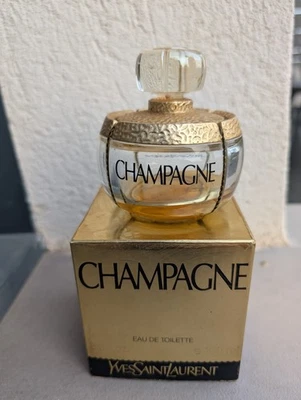 CHAMPAGNE
CHAMPAGNE
EAU DE TOILETTE
YVESSAINTLAURENT